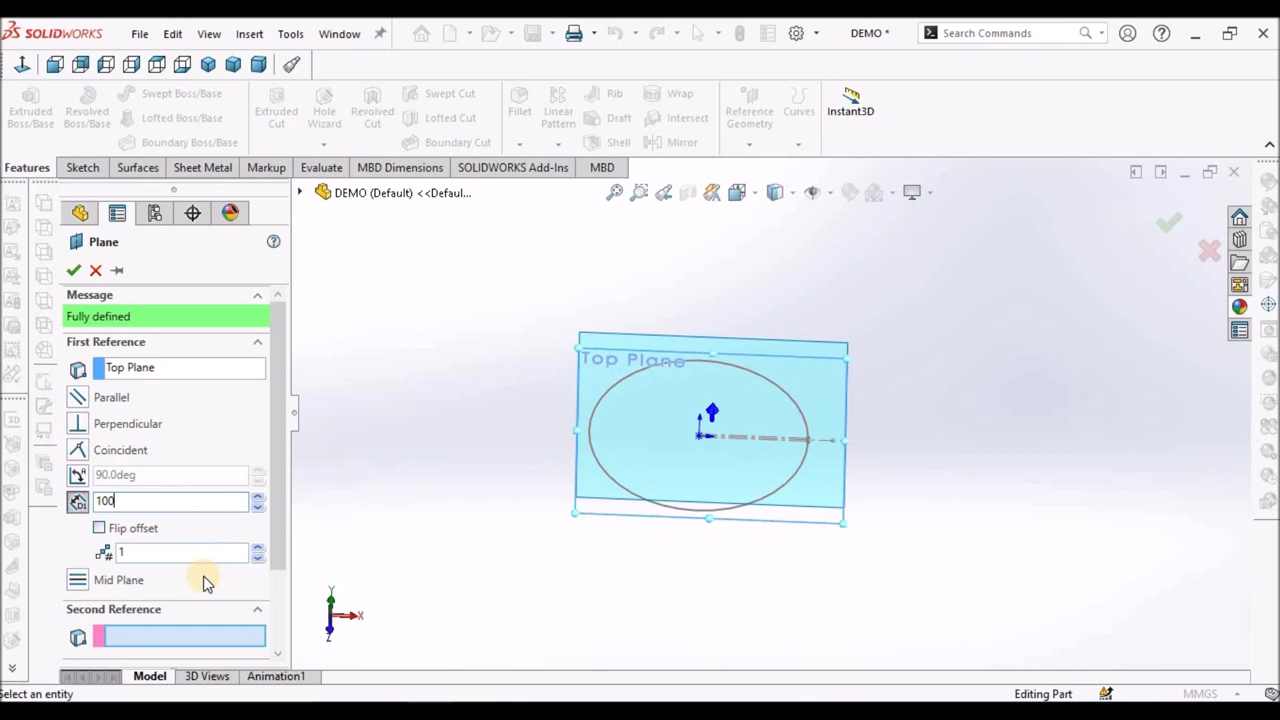 SOLIDWORKS File Edit View Insert Tools Window DEMO * Search Commands
Extruded Boss/Base
Revolved Boss/Base
Swept Boss/Base
Lofted Boss/Base
Boundary Boss/Base
Extruded Cut
Hole Wizard
Revolved Cut
Swept Cut
Lofted Cut
Boundary Cut
Fillet
Linear Pattern
Rib
Draft
Shell
Wrap
Intersect
Mirror
Reference Geometry
Curves
Instant3D
Features Sketch Surfaces Sheet Metal Markup Evaluate MBD Dimensions SOLIDWORKS Add-Ins MBD
DEMO (Default) <<Defaul...
Plane
Message
Fully defined
First Reference
Top Plane
Parallel
Perpendicular
Coincident
90.0deg
100
Flip offset
1
Mid Plane
Second Reference
Top Plane
Y
X
Z
Model 3D Views Animation1
Select an entity Editing Part MMGS